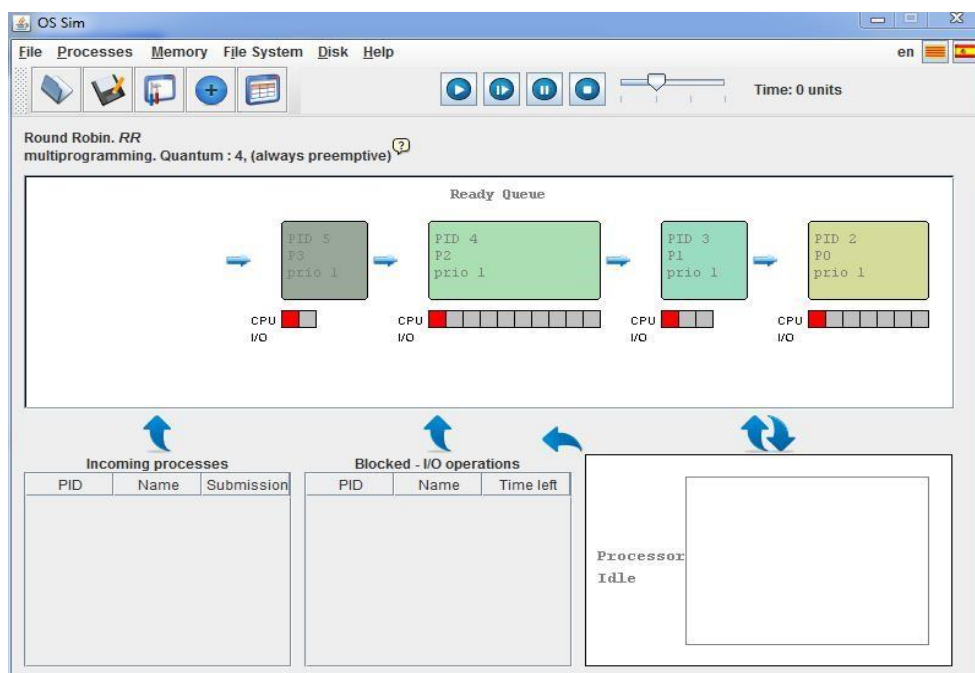 OS Sim
File Processes Memory File System Disk Help
en
Time: 0 units
Round Robin. RR
multiprogramming. Quantum : 4, (always preemptive)
?
Ready Queue
PID 5
P3
prio 1
CPU
I/O
PID 4
P2
prio 1
CPU
I/O
PID 3
P1
prio 1
CPU
I/O
PID 2
P0
prio 1
CPU
I/O
Incoming processes
PID Name Submission
Blocked - I/O operations
PID Name Time left
Processor
Idle